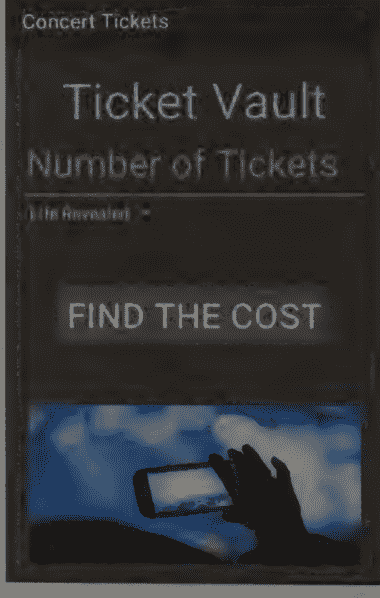 Concert Tickets
Ticket Vault
Number of Tickets
FIND THE COST